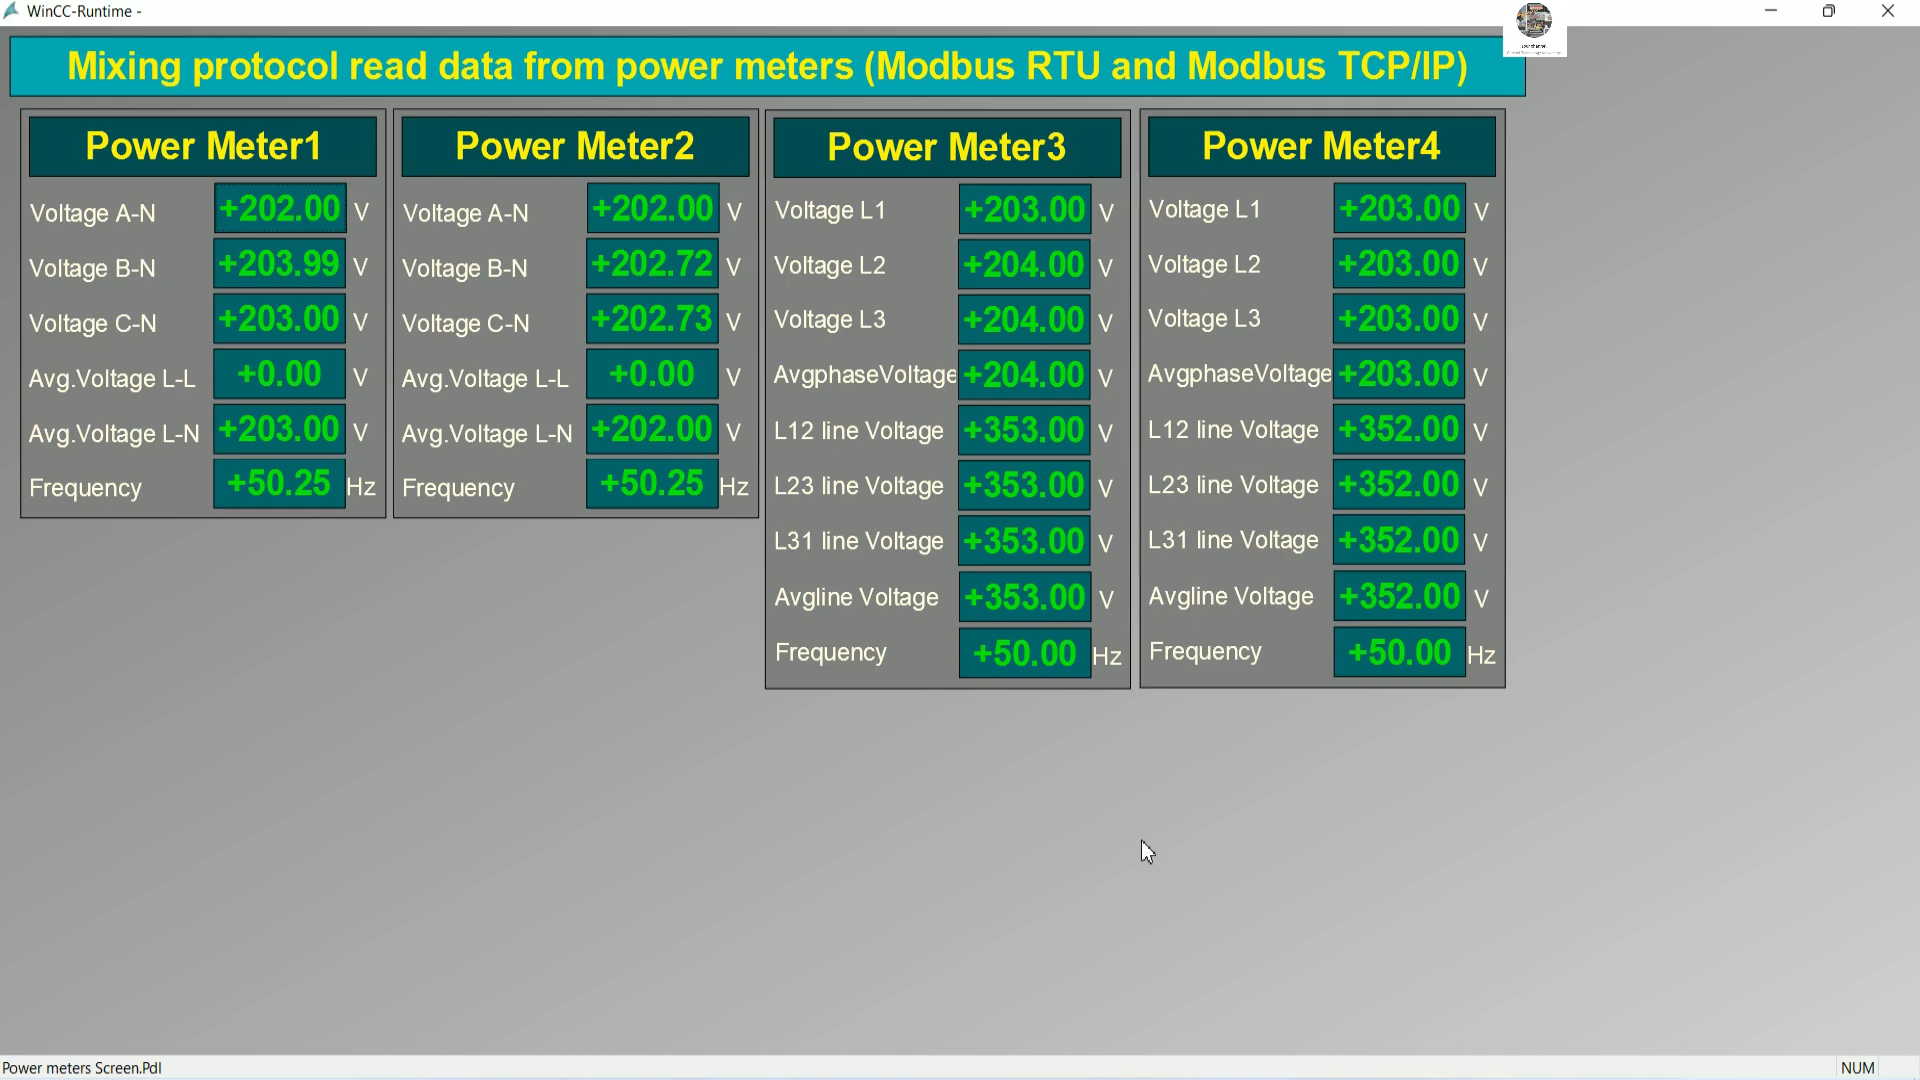 WinCC-Runtime -
Your channel
Mixing protocol read data from power meters (Modbus RTU and Modbus TCP/IP)
Power Meter1
Voltage A-N +202.00 V
Voltage B-N +203.99 V
Voltage C-N +203.00 V
Avg.Voltage L-L +0.00 V
Avg.Voltage L-N +203.00 V
Frequency +50.25 Hz
Power Meter2
Voltage A-N +202.00 V
Voltage B-N +202.72 V
Voltage C-N +202.73 V
Avg.Voltage L-L +0.00 V
Avg.Voltage L-N +202.00 V
Frequency +50.25 Hz
Power Meter3
Voltage L1 +203.00 V
Voltage L2 +204.00 V
Voltage L3 +204.00 V
AvgphaseVoltage +204.00 V
L12 line Voltage +353.00 V
L23 line Voltage +353.00 V
L31 line Voltage +353.00 V
Avgline Voltage +353.00 V
Frequency +50.00 Hz
Power Meter4
Voltage L1 +203.00 V
Voltage L2 +203.00 V
Voltage L3 +203.00 V
AvgphaseVoltage +203.00 V
L12 line Voltage +352.00 V
L23 line Voltage +352.00 V
L31 line Voltage +352.00 V
Avgline Voltage +352.00 V
Frequency +50.00 Hz
Power meters Screen.Pdl
NUM